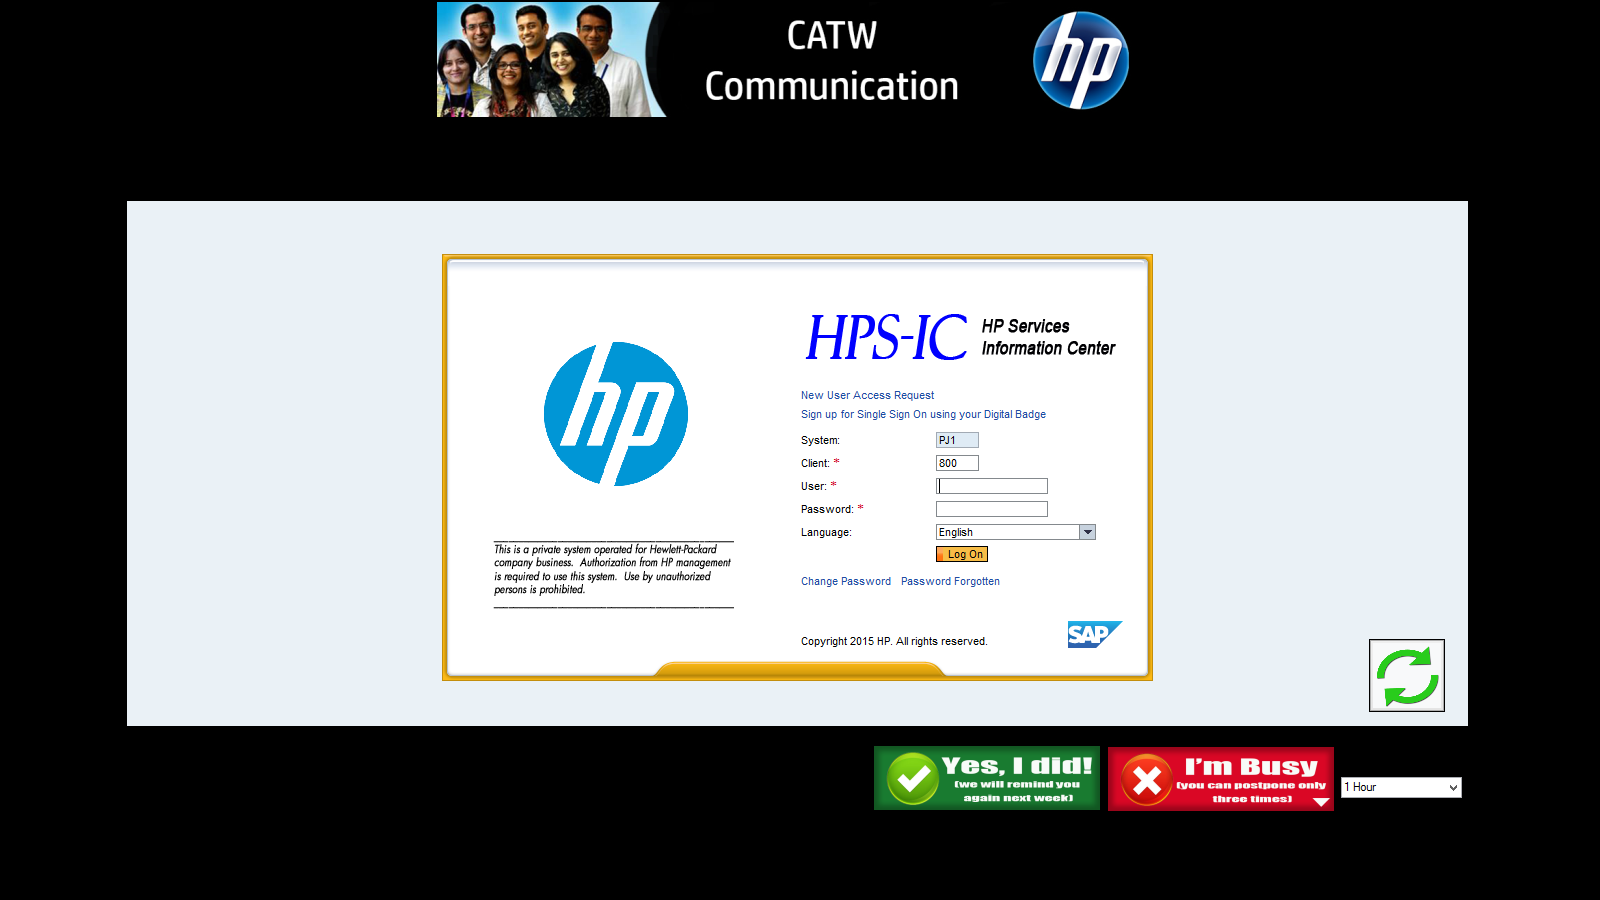 CATW
Communication
hp
HPS-IC
HP Services
Information Center
hp
New User Access Request
Sign up for Single Sign On using your Digital Badge
System: PJ1
Client: * 800
User: *
Password: *
Language: English
Log On
This is a private system operated for Hewlett-Packard
company business. Authorization from HP management
is required to use this system. Use by unauthorized
persons is prohibited.
Change Password Password Forgotten
Copyright 2015 HP. All rights reserved.
SAP
Yes, I did!
(we will remind you
again next week)
I'm Busy
(you can postpone only
three times)
1 Hour